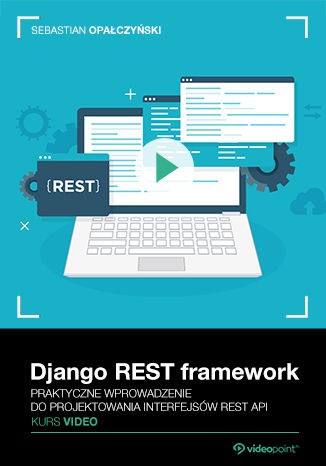 SEBASTIAN OPAŁCZYŃSKI
{REST}
Django REST framework
PRAKTYCZNE WPROWADZENIE
DO PROJEKTOWANIA INTERFEJSÓW REST API
KURS VIDEO
videopoint